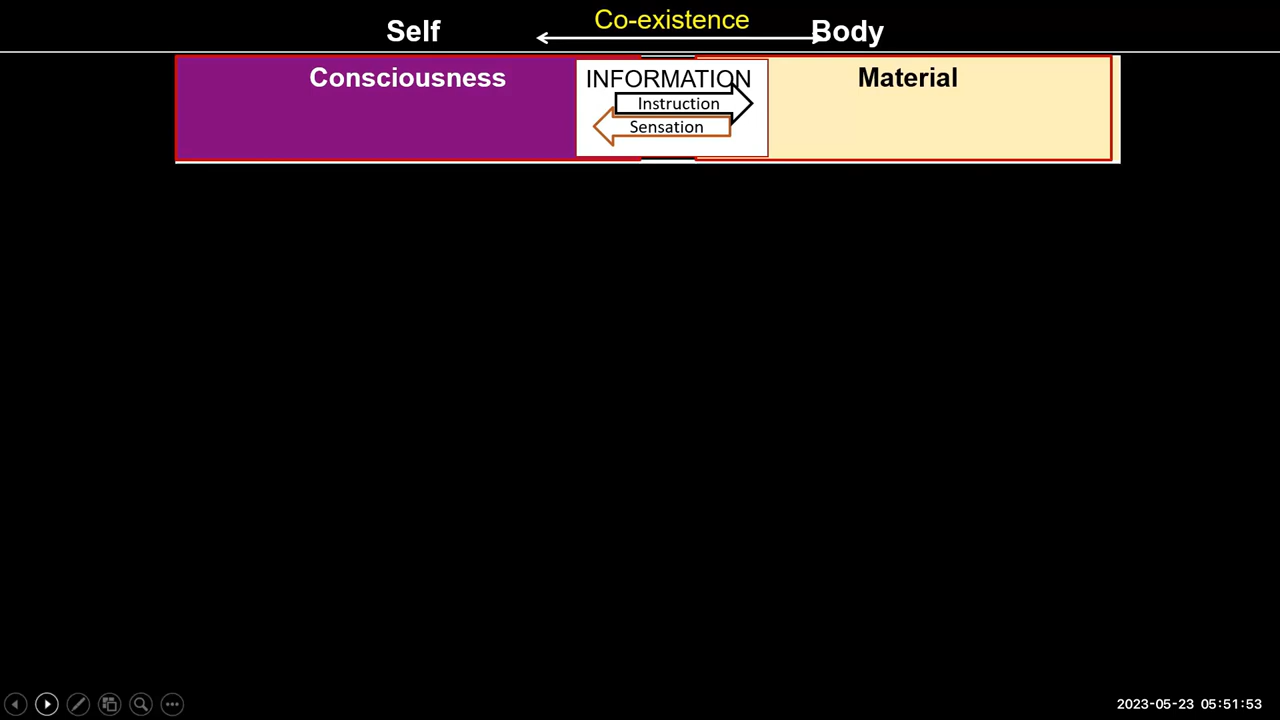 Co-existence
Self
Body
Consciousness
INFORMATION
Instruction
Sensation
Material
2023-05-23 05:51:53